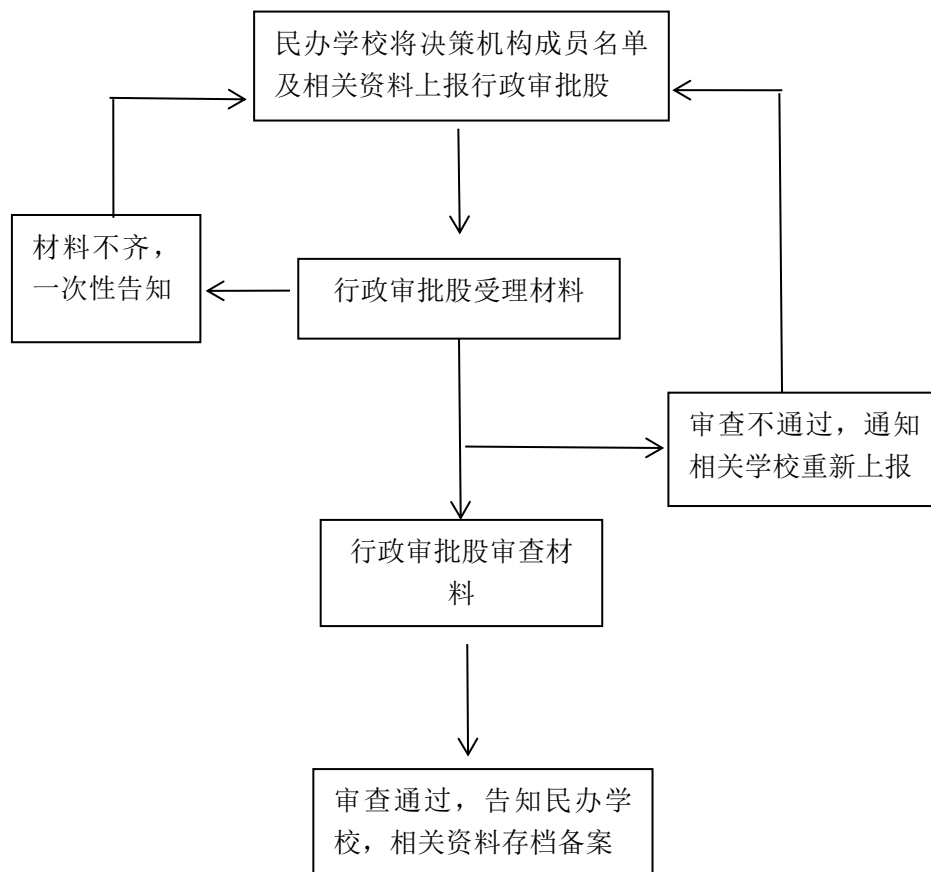 民办学校将决策机构成员名单
及相关资料上报行政审批股
材料不齐，
一次性告知
行政审批股受理材料
审查不通过，通知
相关学校重新上报
行政审批股审查材
料
审查通过，告知民办学
校，相关资料存档备案